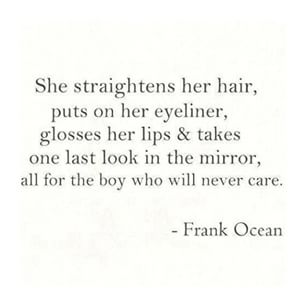 She straightens her hair,
puts on her eyeliner,
glosses her lips & takes
one last look in the mirror,
all for the boy who will never care.
- Frank Ocean